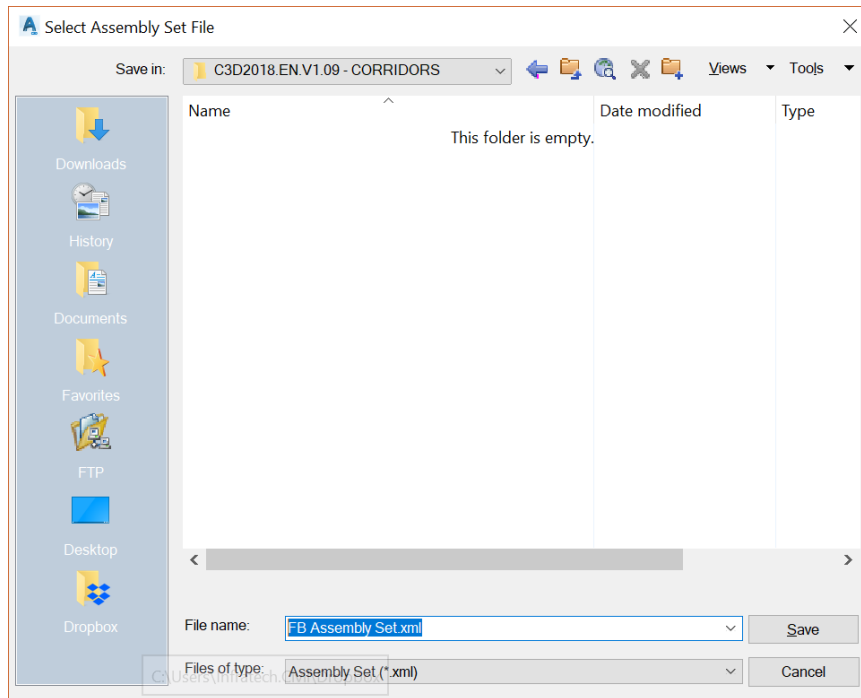 Select Assembly Set File
Save in: C3D2018.EN.V1.09 - CORRIDORS Views Tools
Name Date modified Type
This folder is empty.
Downloads
History
Documents
Favorites
FTP
Desktop
Dropbox
File name: FB Assembly Set.xml Save
Files of type: Assembly Set (*.xml) Cancel